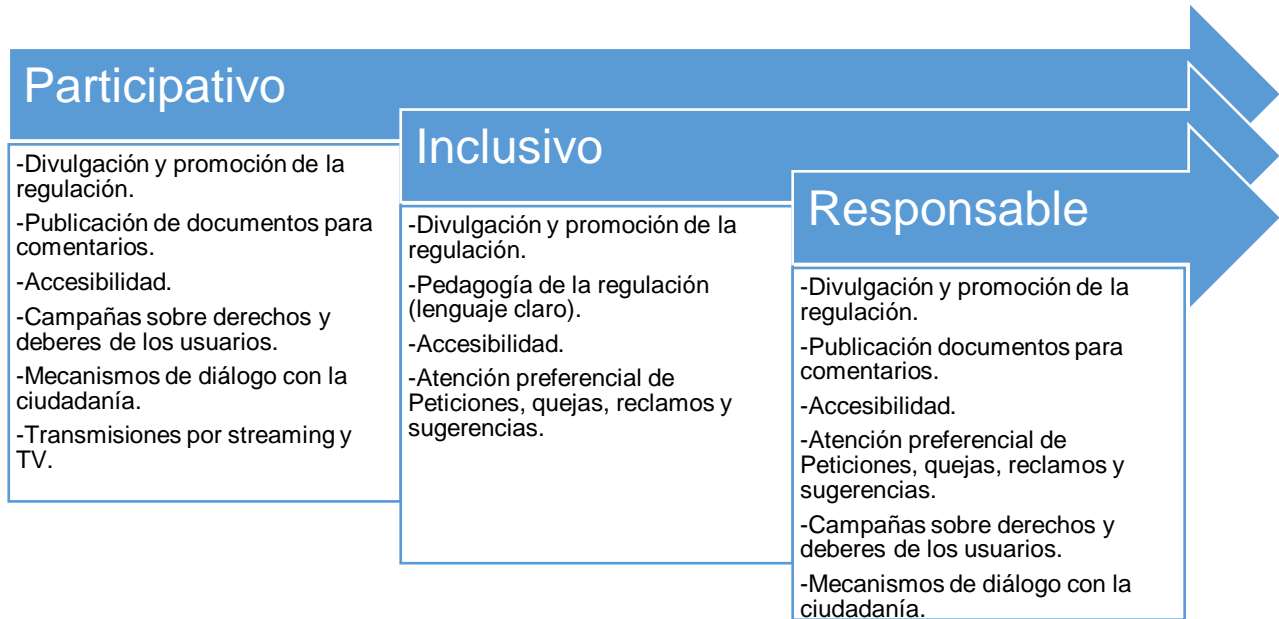 Participativo
-Divulgación y promoción de la
regulación.
-Publicación de documentos para
comentarios.
-Accesibilidad.
-Campañas sobre derechos y
deberes de los usuarios.
-Mecanismos de diálogo con la
ciudadanía.
-Transmisiones por streaming y
TV.
Inclusivo
-Divulgación y promoción de la
regulación.
-Pedagogía de la regulación
(lenguaje claro).
-Accesibilidad.
-Atención preferencial de
Peticiones, quejas, reclamos y
sugerencias.
Responsable
-Divulgación y promoción de la
regulación.
-Publicación documentos para
comentarios.
-Accesibilidad.
-Atención preferencial de
Peticiones, quejas, reclamos y
sugerencias.
-Campañas sobre derechos y
deberes de los usuarios.
-Mecanismos de diálogo con la
ciudadanía.